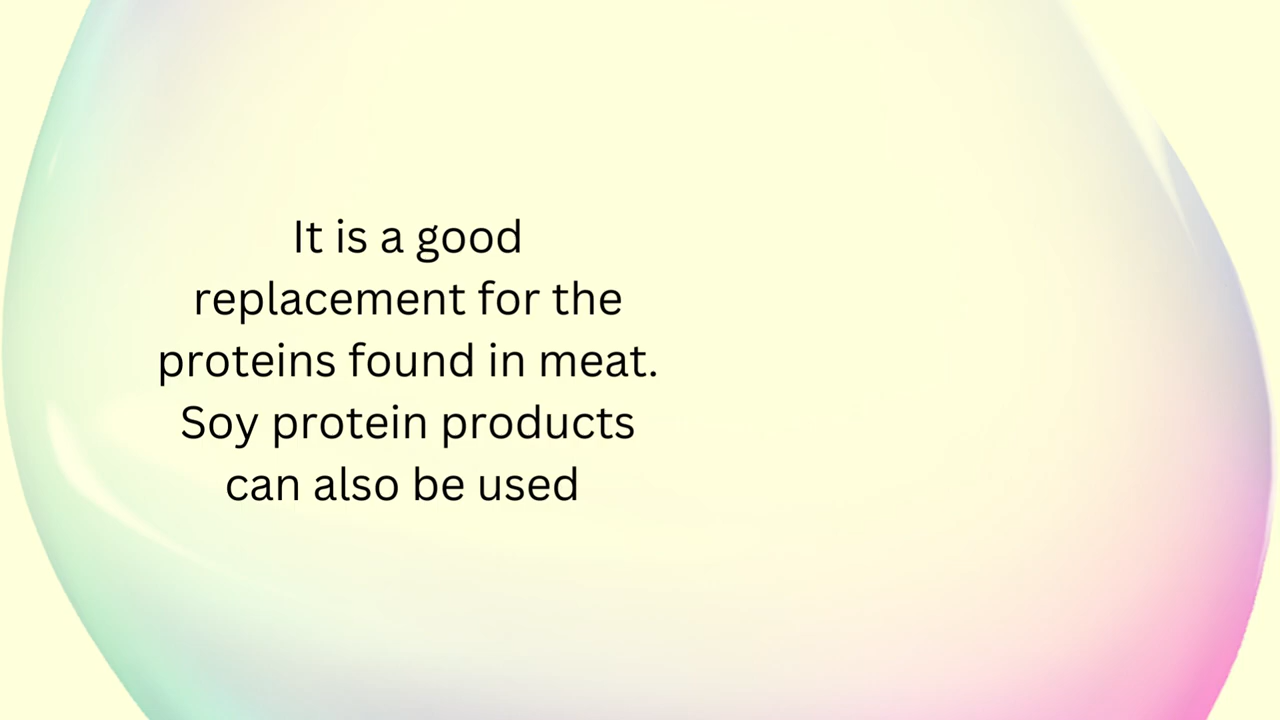 It is a good
replacement for the
proteins found in meat.
Soy protein products
can also be used